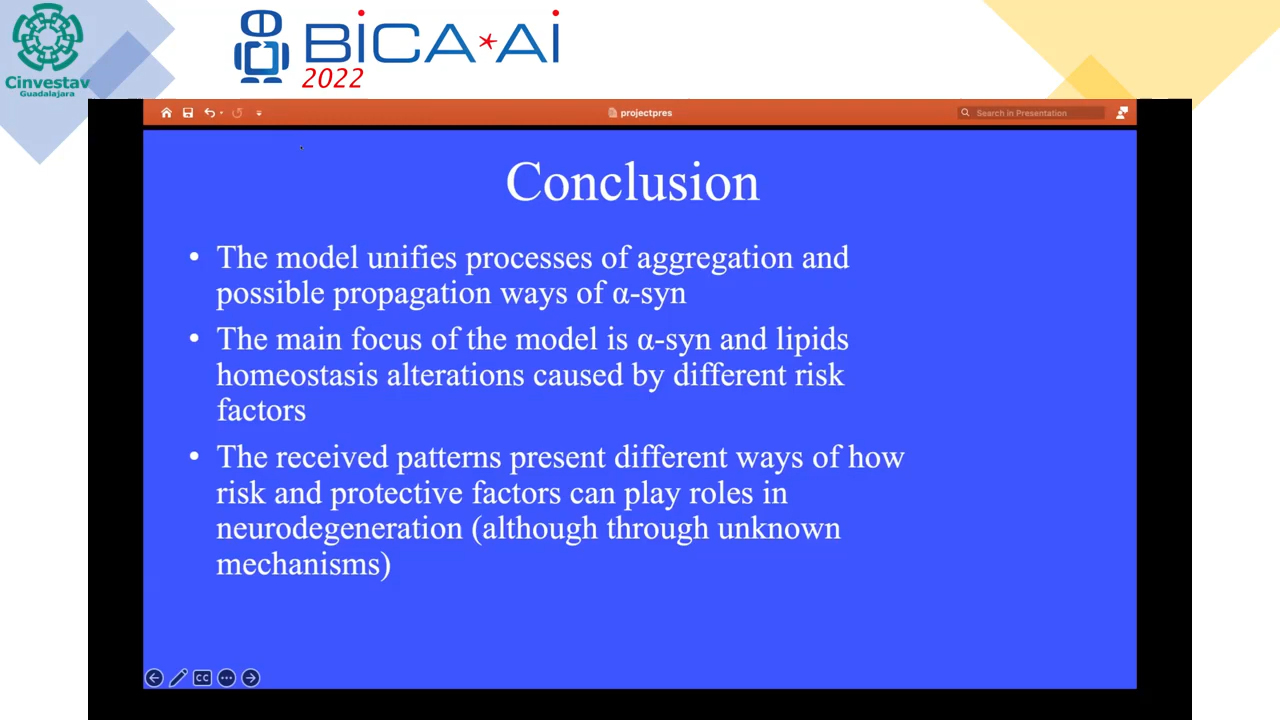 Cinvestav
Guadalajara
BiCA*Ai
2022
projectpres
Search in Presentation
Conclusion
• The model unifies processes of aggregation and
possible propagation ways of α-syn
• The main focus of the model is α-syn and lipids
homeostasis alterations caused by different risk
factors
• The received patterns present different ways of how
risk and protective factors can play roles in
neurodegeneration (although through unknown
mechanisms)
CC